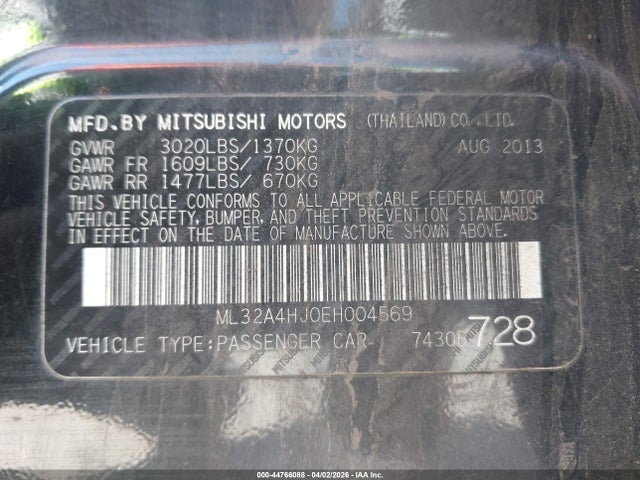 MFD.BY MITSUBISHI MOTORS (THAILAND) CO.,LTD.
GVWR 3020LBS/1370KG AUG 2013
GAWR FR 1609LBS/ 730KG
GAWR RR 1477LBS/ 670KG
THIS VEHICLE CONFORMS TO ALL APPLICABLE FEDERAL MOTOR
VEHICLE SAFETY, BUMPER, AND THEFT PREVENTION STANDARDS
IN EFFECT ON THE DATE OF MANUFACTURE SHOWN ABOVE.
ML32A4HJ0EH004569
VEHICLE TYPE:PASSENGER CAR 7430B 728
000-44766088 - 04/02/2026 - IAA Inc.